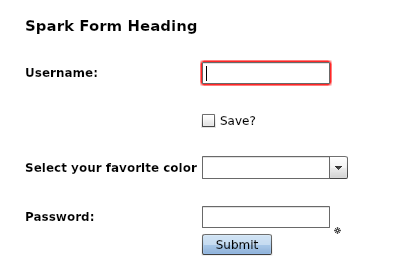 Spark Form Heading
Username:
Save?
Select your favorite color
Password:
*
Submit